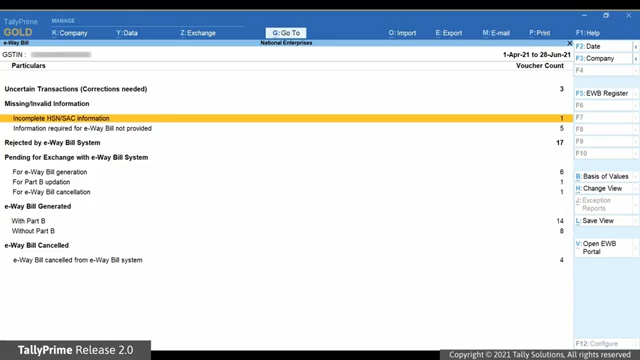 TallyPrime MANAGE
GOLD K: Company Y: Data Z: Exchange G: Go To O: Import E: Export M: E-mail P: Print F1: Help
e-Way Bill National Enterprises
GSTIN : 1-Apr-21 to 28-Jun-21
Particulars Voucher Count
Uncertain Transactions (Corrections needed) 3
Missing/Invalid Information
Incomplete HSN/SAC information 1
Information required for e-Way Bill not provided 5
Rejected by e-Way Bill System 17
Pending for Exchange with e-Way Bill System
For e-Way Bill generation 6
For Part B updation 1
For e-Way Bill cancellation 1
e-Way Bill Generated
With Part B 14
Without Part B 8
e-Way Bill Cancelled
e-Way Bill cancelled from e-Way Bill system 4
F2: Date
F3: Company
F4
F5: EWB Register
F6
F7
F8
F9
F10
B: Basis of Values
H: Change View
J: Exception
Reports
L: Save View
V: Open EWB
Portal
F12: Configure
TallyPrime Release 2.0
Copyright © 2021 Tally Solutions, All Rights Reserved